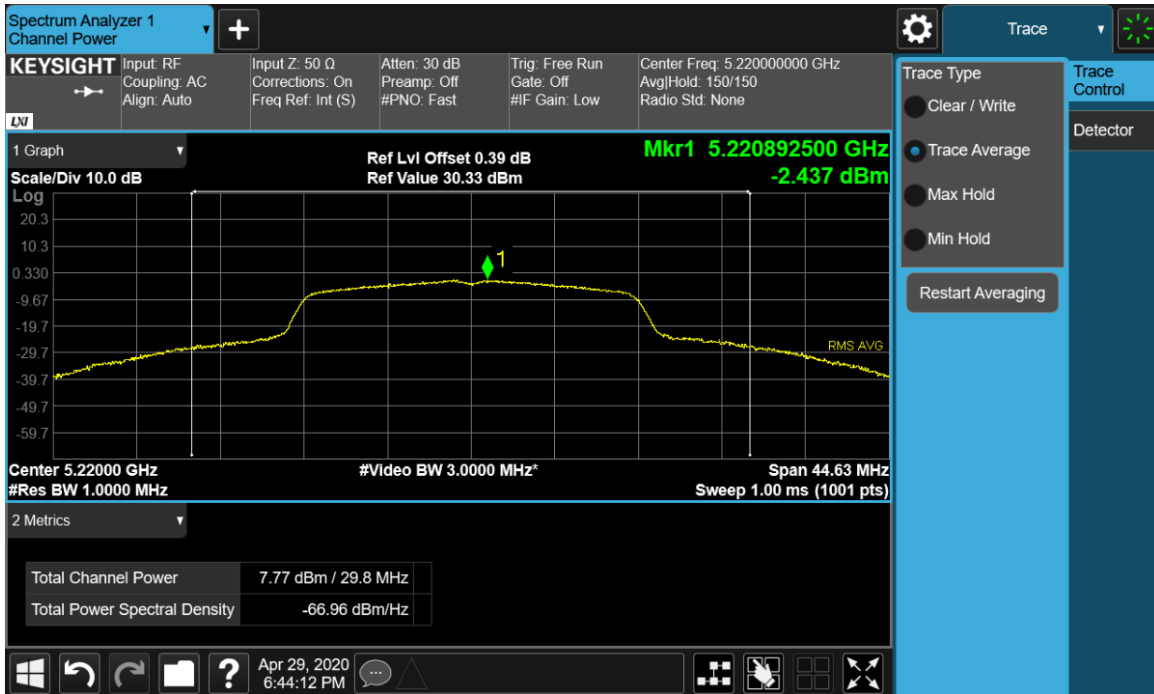 Spectrum Analyzer 1
Channel Power
+
Trace
KEYSIGHT
LXI
Input: RF
Coupling: AC
Align: Auto
Input Z: 50 Ω
Corrections: On
Freq Ref: Int (S)
Atten: 30 dB
Preamp: Off
#PNO: Fast
Trig: Free Run
Gate: Off
#IF Gain: Low
Center Freq: 5.220000000 GHz
Avg|Hold: 150/150
Radio Std: None
1 Graph
Scale/Div 10.0 dB
Ref Lvl Offset 0.39 dB
Ref Value 30.33 dBm
Mkr1 5.220892500 GHz
-2.437 dBm
Log
20.3
10.3
0.330
-9.67
-19.7
-29.7
-39.7
-49.7
-59.7
1
RMS AVG
Center 5.22000 GHz
#Video BW 3.0000 MHz*
Span 44.63 MHz
#Res BW 1.0000 MHz
Sweep 1.00 ms (1001 pts)
2 Metrics
Total Channel Power 7.77 dBm / 29.8 MHz
Total Power Spectral Density -66.96 dBm/Hz
?
Apr 29, 2020
6:44:12 PM
Trace Type
Clear / Write
Trace Average
Max Hold
Min Hold
Restart Averaging
Trace
Control
Detector